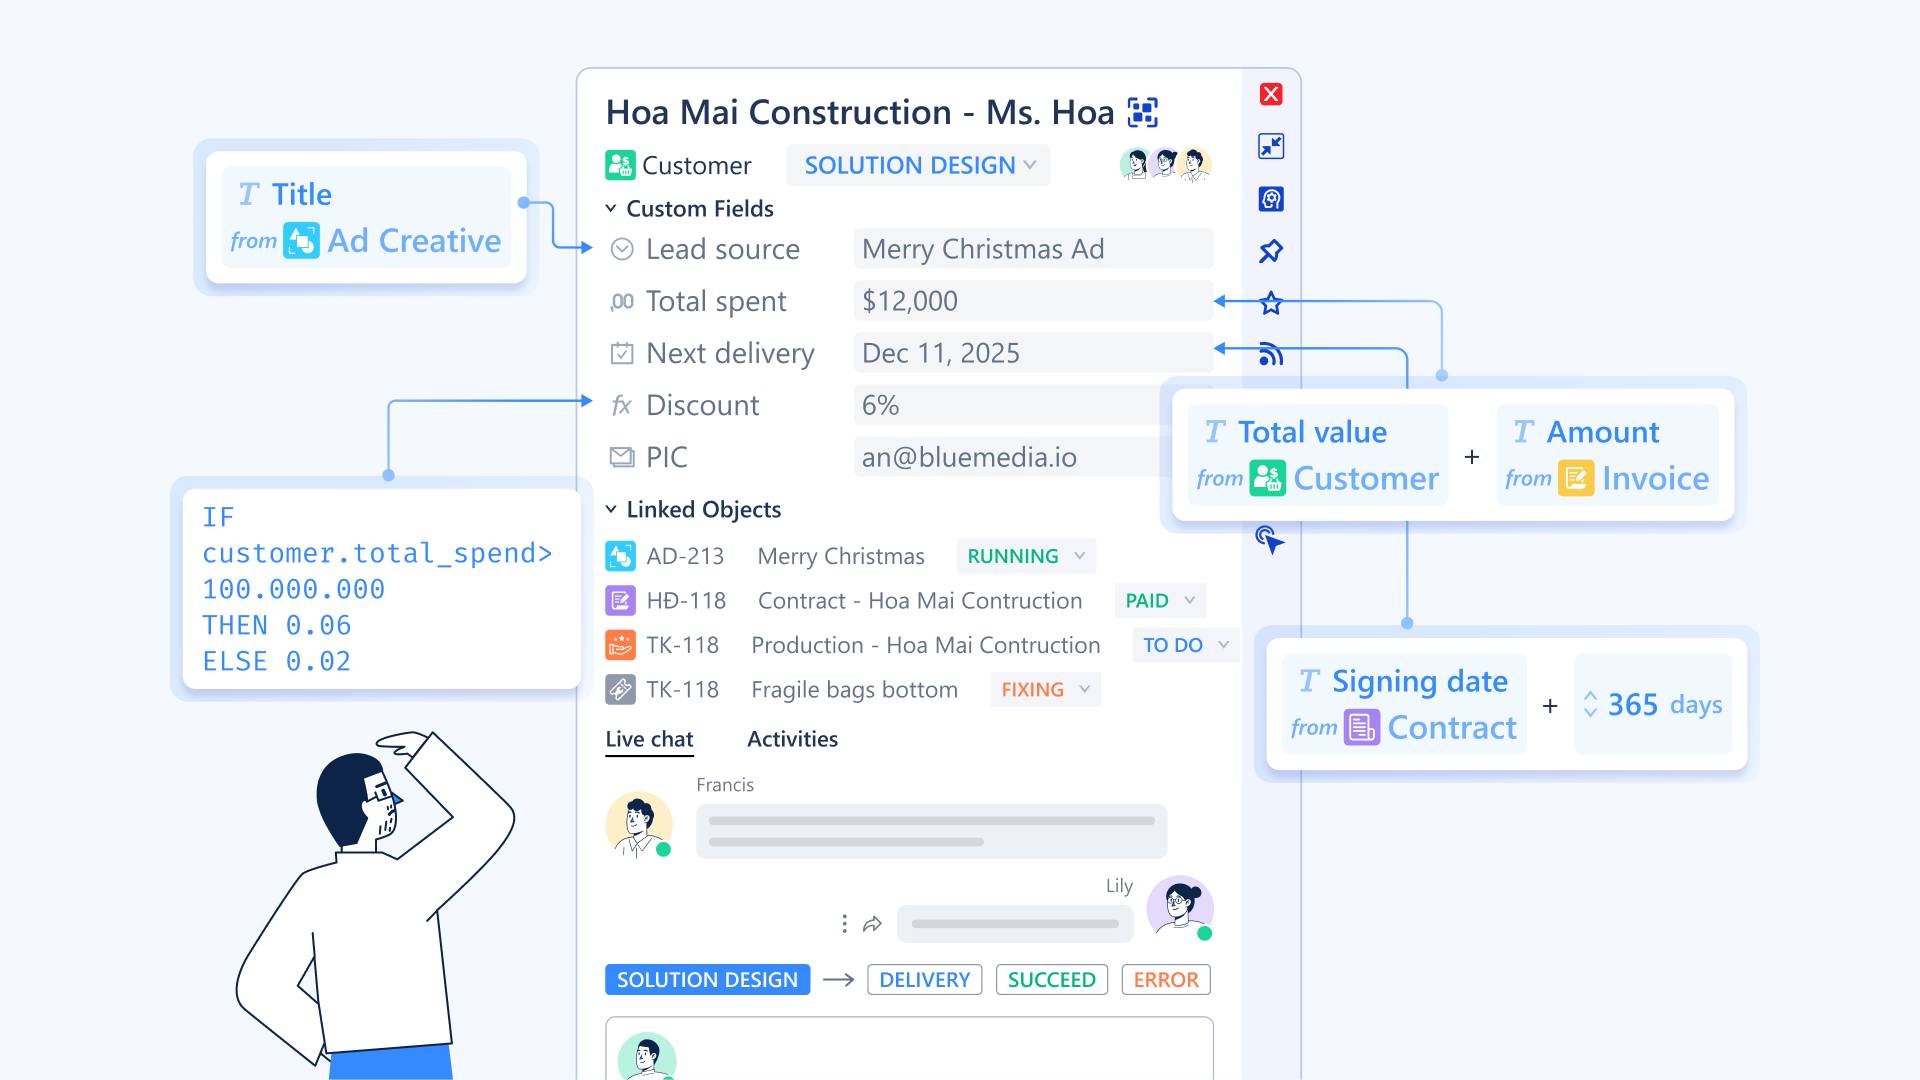 Hoa Mai Construction - Ms. Hoa
Customer
SOLUTION DESIGN
Custom Fields
Lead source
Merry Christmas Ad
,00 Total spent
$12,000
Next delivery
Dec 11, 2025
fx Discount
6%
PIC
an@bluemedia.io
Linked Objects
AD-213 Merry Christmas RUNNING
HĐ-118 Contract - Hoa Mai Contruction PAID
TK-118 Production - Hoa Mai Contruction TO DO
TK-118 Fragile bags bottom FIXING
Live chat Activities
Francis
Lily
SOLUTION DESIGN DELIVERY SUCCEED ERROR
T Title
from Ad Creative
IF
customer.total_spend>
100.000.000
THEN 0.06
ELSE 0.02
T Total value
from Customer
+
T Amount
from Invoice
T Signing date
from Contract
+
365 days